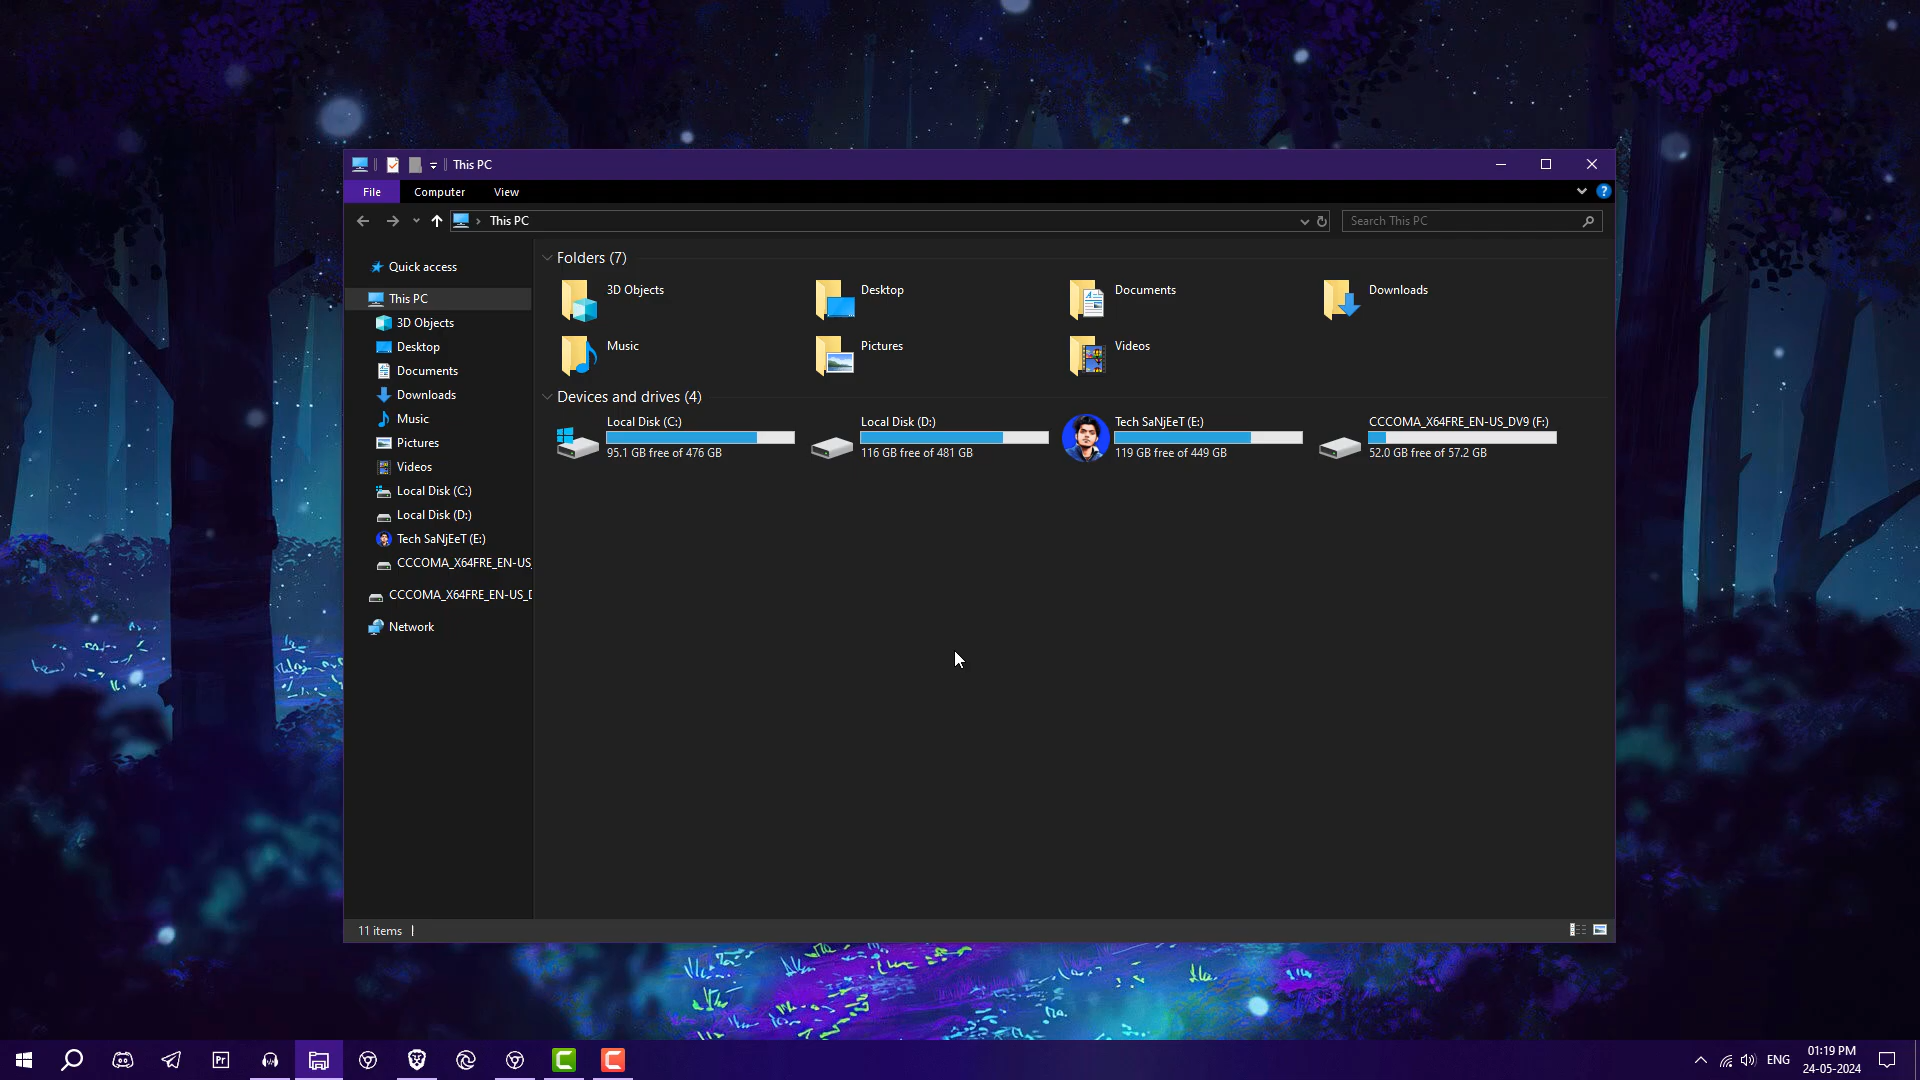 This PC
File Computer View
This PC
Search This PC
Quick access
This PC
3D Objects
Desktop
Documents
Downloads
Music
Pictures
Videos
Local Disk (C:)
Local Disk (D:)
Tech SaNjEeT (E:)
CCCOMA_X64FRE_EN-US_
CCCOMA_X64FRE_EN-US_D
Network
Folders (7)
3D Objects
Desktop
Documents
Downloads
Music
Pictures
Videos
Devices and drives (4)
Local Disk (C:)
95.1 GB free of 476 GB
Local Disk (D:)
116 GB free of 481 GB
Tech SaNjEeT (E:)
119 GB free of 449 GB
CCCOMA_X64FRE_EN-US_DV9 (F:)
52.0 GB free of 57.2 GB
11 items
Pr
ENG
01:19 PM
24-05-2024